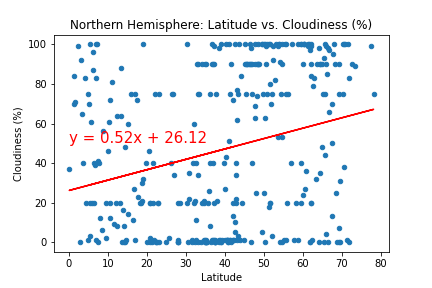 Northern Hemisphere: Latitude vs. Cloudiness (%)
100
80
60
40
20
0
Cloudiness (%)
y = 0.52x + 26.12
0 10 20 30 40 50 60 70 80
Latitude